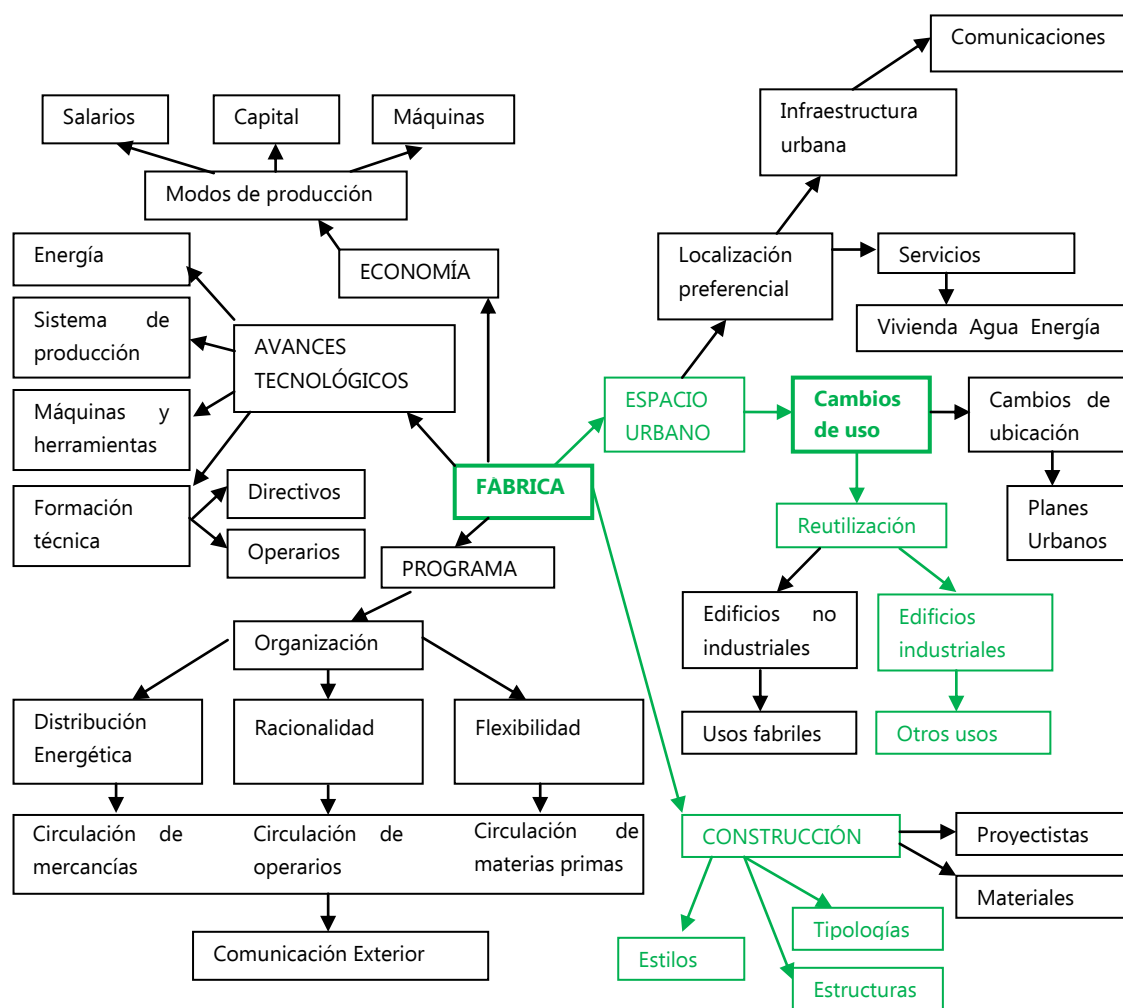 Comunicaciones
Infraestructura
urbana
Salarios
Capital
Máquinas
Modos de producción
Energía
ECONOMÍA
Localización
preferencial
Servicios
Vivienda Agua Energía
Sistema de
producción
AVANCES
TECNOLÓGICOS
Máquinas y
herramientas
ESPACIO
URBANO
Cambios
de uso
Cambios de
ubicación
Formación
técnica
Directivos
Operarios
FABRICA
Reutilización
Planes
Urbanos
PROGRAMA
Organización
Edificios no
industriales
Edificios
industriales
Distribución
Energética
Racionalidad
Flexibilidad
Usos fabriles
Otros usos
Circulación de
mercancías
Circulación de
operarios
Circulación de
materias primas
CONSTRUCCIÓN
Proyectistas
Materiales
Comunicación Exterior
Tipologías
Estilos
Estructuras